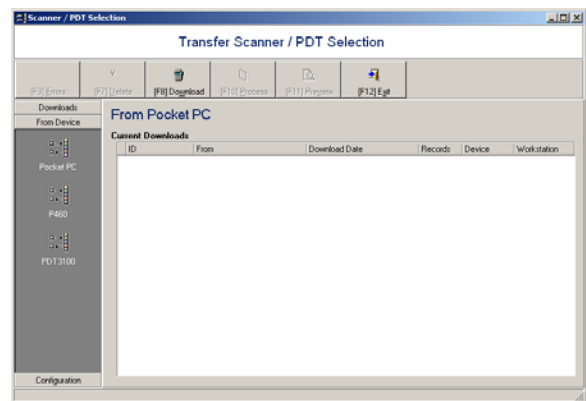 Scanner / PDT Selection
Transfer Scanner / PDT Selection
[F3] Errors [F7] Delete [F8] Download [F10] Process [F11] Preview [F12] Exit
Downloads
From Device
Pocket PC
P460
PDT3100
Configuration
From Pocket PC
Current Downloads
ID From Download Date Records Device Workstation